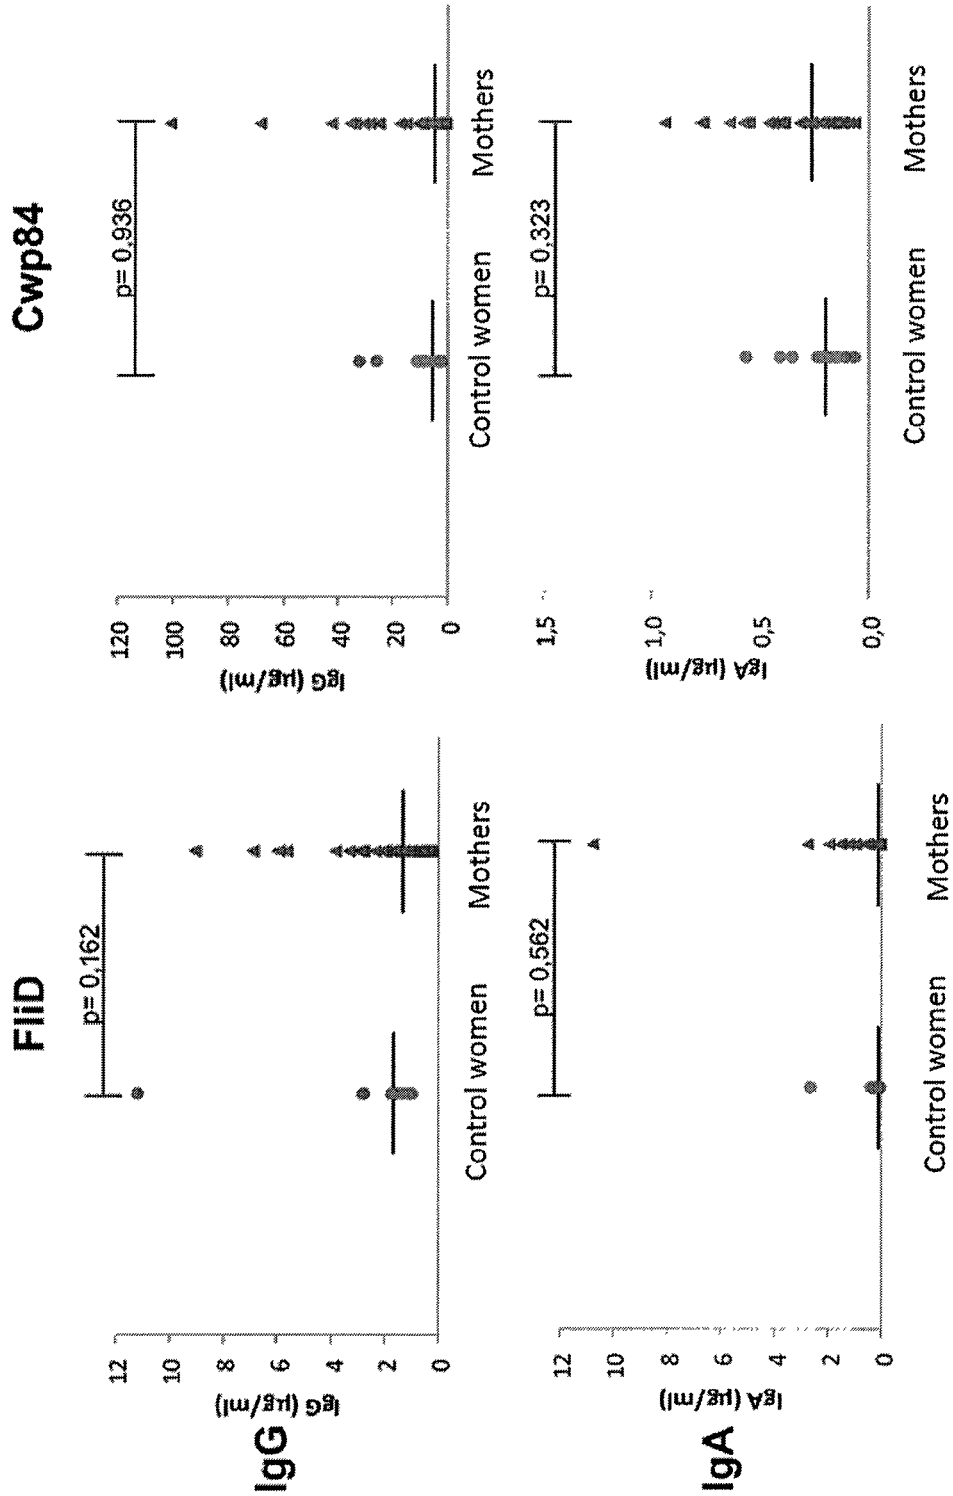 FliD
Cwp84
IgG
IgG (µg/ml)
12
10
8
6
4
2
0
p= 0,162
Control women
Mothers
IgG (µg/ml)
120
100
80
60
40
20
0
p= 0,936
Control women
Mothers
IgA
IgA (µg/ml)
12
10
8
6
4
2
0
p= 0,562
Control women
Mothers
IgA (µg/ml)
1,5
1,0
0,5
0,0
p= 0,323
Control women
Mothers